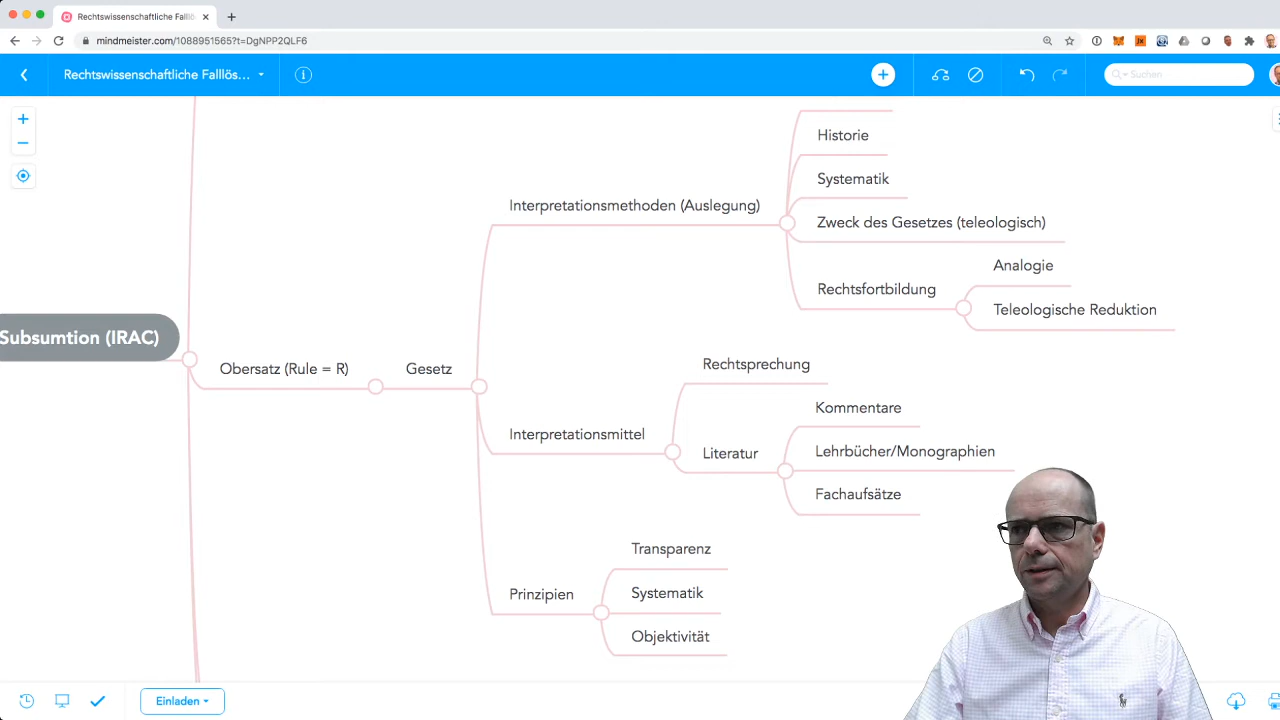 Rechtswissenschaftliche Falllö
mindmeister.com/1088951565?t=DgNPP2QLF6
Rechtswissenschaftliche Falllös...
Suchen
Historie
Interpretationsmethoden (Auslegung)
Systematik
Zweck des Gesetzes (teleologisch)
Rechtsfortbildung
Analogie
Teleologische Reduktion
Subsumtion (IRAC)
Obersatz (Rule = R)
Gesetz
Interpretationsmittel
Rechtsprechung
Literatur
Kommentare
Lehrbücher/Monographien
Fachaufsätze
Prinzipien
Transparenz
Systematik
Objektivität
Einladen